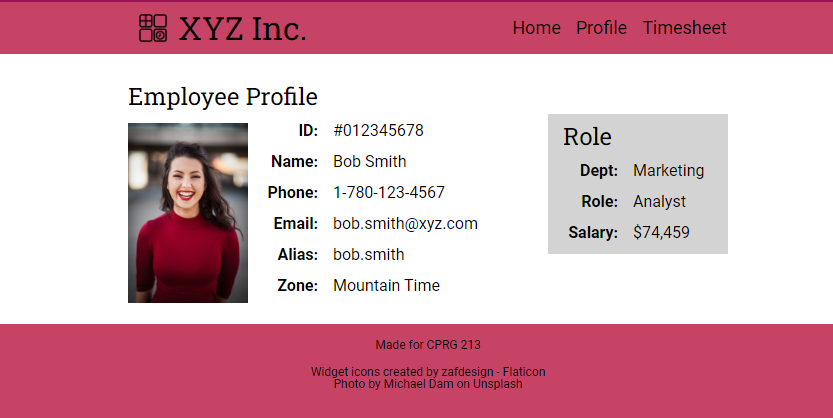 XYZ Inc.
Home Profile Timesheet
Employee Profile
ID: #012345678
Name: Bob Smith
Phone: 1-780-123-4567
Email: bob.smith@xyz.com
Alias: bob.smith
Zone: Mountain Time
Role
Dept: Marketing
Role: Analyst
Salary: $74,459
Made for CPRG 213
Widget icons created by zafdesign - Flaticon
Photo by Michael Dam on Unsplash